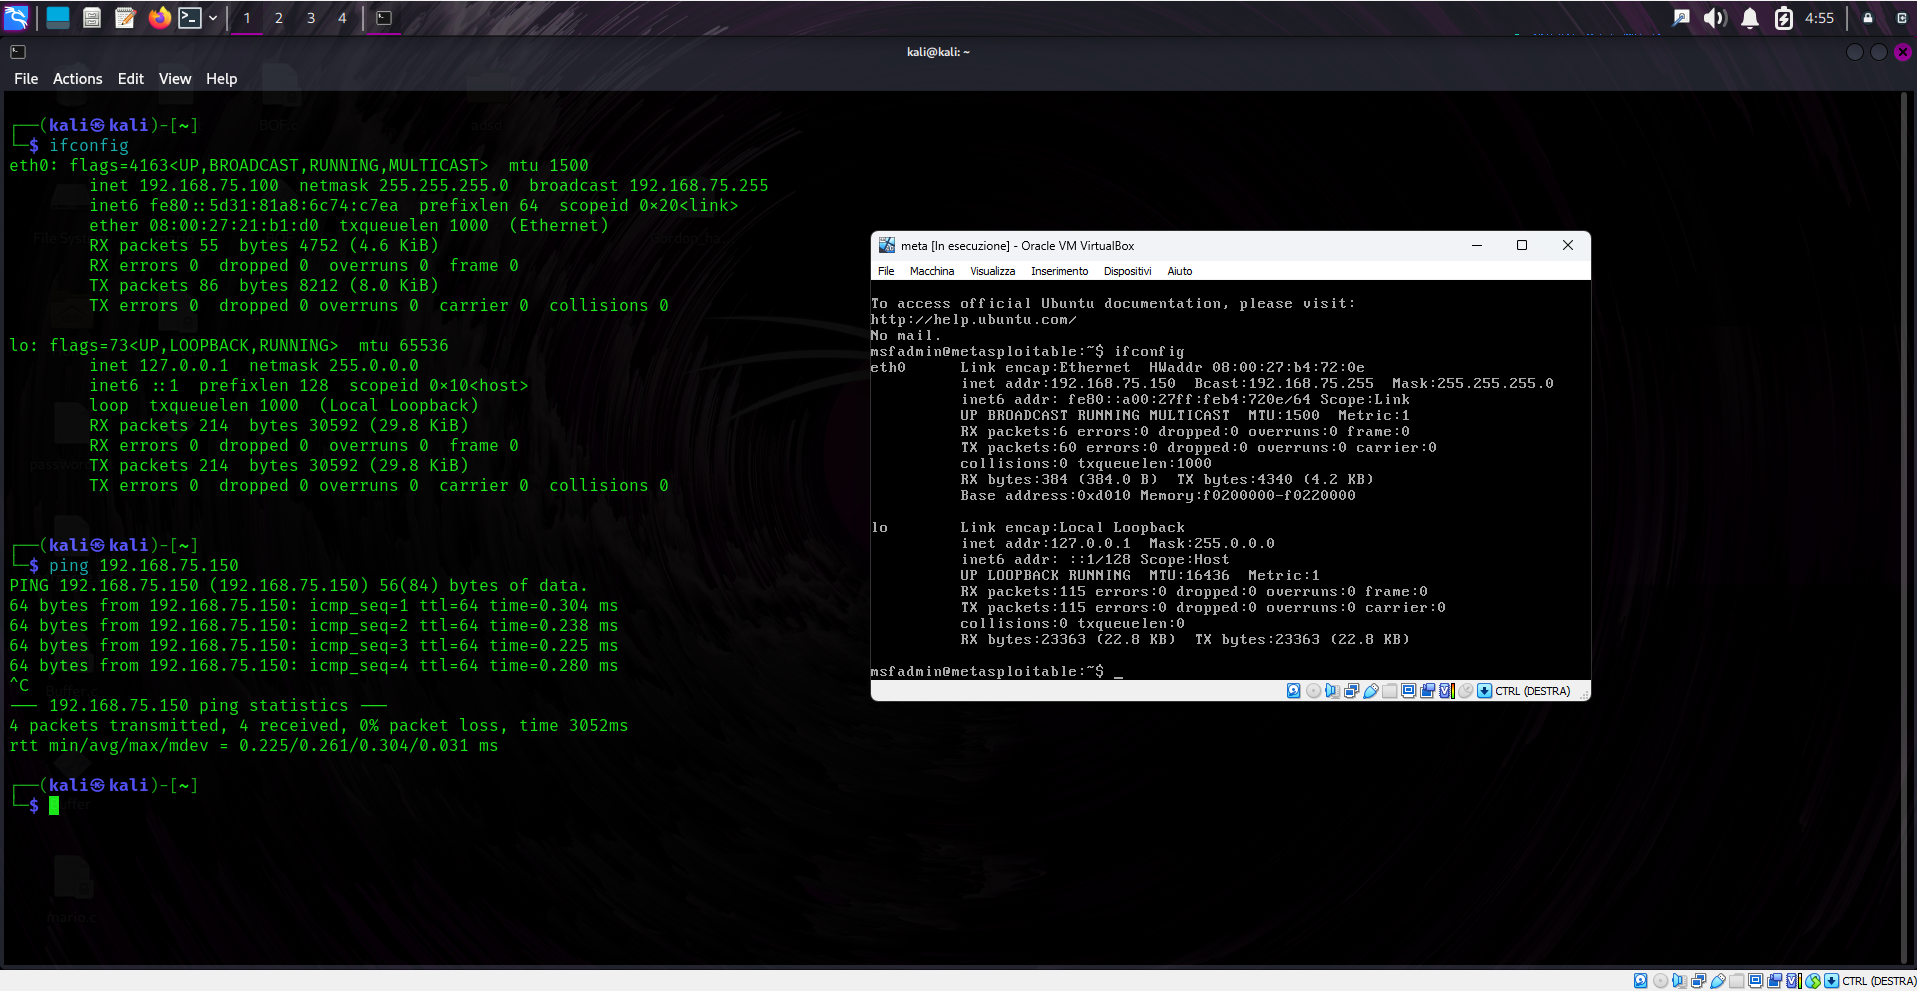 1 2 3 4
4:55
kali@kali: ~
File Actions Edit View Help
┌──(kali㉿kali)-[~]
└─$ ifconfig
eth0: flags=4163<UP,BROADCAST,RUNNING,MULTICAST>  mtu 1500
        inet 192.168.75.100  netmask 255.255.255.0  broadcast 192.168.75.255
        inet6 fe80::5d31:81a8:6c74:c7ea  prefixlen 64  scopeid 0×20<link>
        ether 08:00:27:21:b1:d0  txqueuelen 1000  (Ethernet)
        RX packets 55  bytes 4752 (4.6 KiB)
        RX errors 0  dropped 0  overruns 0  frame 0
        TX packets 86  bytes 8212 (8.0 KiB)
        TX errors 0  dropped 0 overruns 0  carrier 0  collisions 0
lo: flags=73<UP,LOOPBACK,RUNNING>  mtu 65536
        inet 127.0.0.1  netmask 255.0.0.0
        inet6 ::1  prefixlen 128  scopeid 0×10<host>
        loop  txqueuelen 1000  (Local Loopback)
        RX packets 214  bytes 30592 (29.8 KiB)
        RX errors 0  dropped 0  overruns 0  frame 0
        TX packets 214  bytes 30592 (29.8 KiB)
        TX errors 0  dropped 0 overruns 0  carrier 0  collisions 0
┌──(kali㉿kali)-[~]
└─$ ping 192.168.75.150
PING 192.168.75.150 (192.168.75.150) 56(84) bytes of data.
64 bytes from 192.168.75.150: icmp_seq=1 ttl=64 time=0.304 ms
64 bytes from 192.168.75.150: icmp_seq=2 ttl=64 time=0.238 ms
64 bytes from 192.168.75.150: icmp_seq=3 ttl=64 time=0.225 ms
64 bytes from 192.168.75.150: icmp_seq=4 ttl=64 time=0.280 ms
^C
--- 192.168.75.150 ping statistics ---
4 packets transmitted, 4 received, 0% packet loss, time 3052ms
rtt min/avg/max/mdev = 0.225/0.261/0.304/0.031 ms
┌──(kali㉿kali)-[~]
└─$
Buffer.c
mario.c
meta [In esecuzione] - Oracle VM VirtualBox
File Macchina Visualizza Inserimento Dispositivi Aiuto
To access official Ubuntu documentation, please visit:
http://help.ubuntu.com/
No mail.
msfadmin@metasploitable:~$ ifconfig
eth0      Link encap:Ethernet  HWaddr 08:00:27:b4:72:0e
          inet addr:192.168.75.150  Bcast:192.168.75.255  Mask:255.255.255.0
          inet6 addr: fe80::a00:27ff:feb4:720e/64 Scope:Link
          UP BROADCAST RUNNING MULTICAST  MTU:1500  Metric:1
          RX packets:6 errors:0 dropped:0 overruns:0 frame:0
          TX packets:60 errors:0 dropped:0 overruns:0 carrier:0
          collisions:0 txqueuelen:1000
          RX bytes:384 (384.0 B)  TX bytes:4340 (4.2 KB)
          Base address:0xd010 Memory:f0200000-f0220000
lo        Link encap:Local Loopback
          inet addr:127.0.0.1  Mask:255.0.0.0
          inet6 addr: ::1/128 Scope:Host
          UP LOOPBACK RUNNING  MTU:16436  Metric:1
          RX packets:115 errors:0 dropped:0 overruns:0 frame:0
          TX packets:115 errors:0 dropped:0 overruns:0 carrier:0
          collisions:0 txqueuelen:0
          RX bytes:23363 (22.8 KB)  TX bytes:23363 (22.8 KB)
msfadmin@metasploitable:~$ _
CTRL (DESTRA)
CTRL (DESTRA)